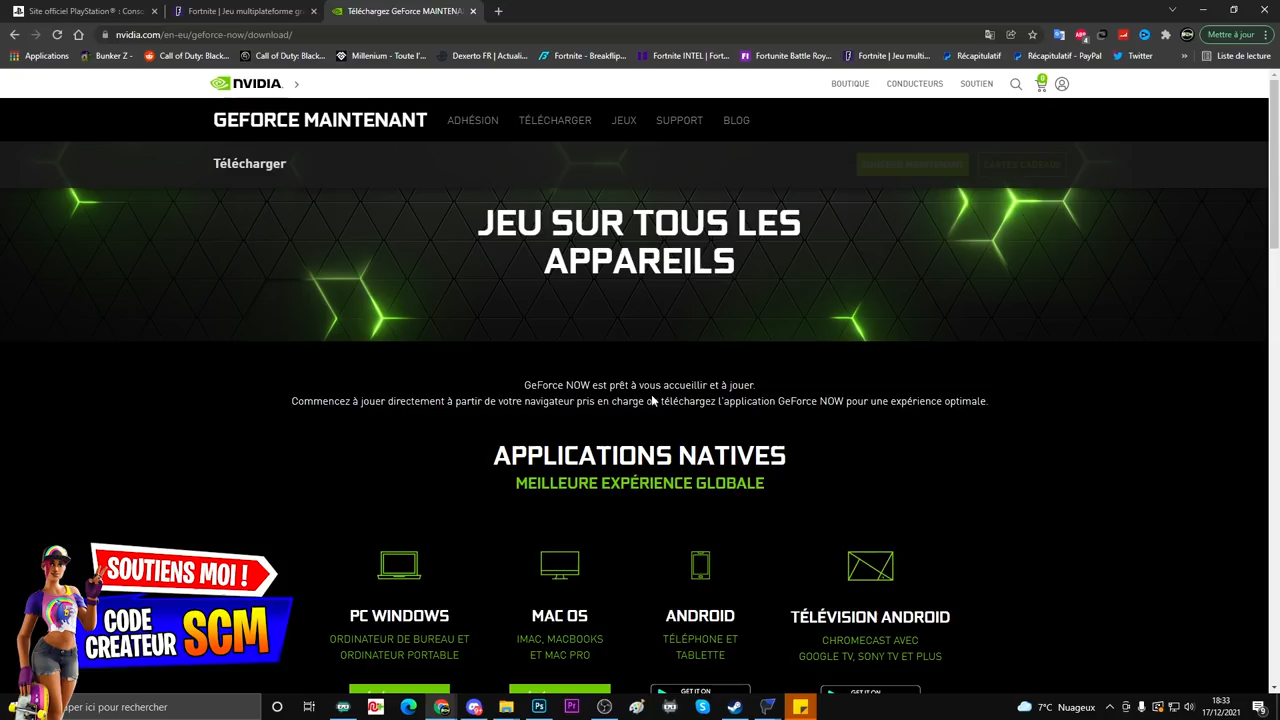 Site officiel PlayStation® : Conso
Fortnite | Jeu multiplateforme gr
Téléchargez GeForce MAINTENA
nvidia.com/en-eu/geforce-now/download/
Mettre à jour
Applications
Bunker Z -
Call of Duty: Black...
Call of Duty: Black...
Millenium - Toute l'...
Dexerto FR | Actuali...
Fortnite - Breakflip...
Fortnite INTEL | Fort...
Fortunite Battle Roy...
Fortnite | Jeu multi...
Récapitulatif - PayPal
Récapitulatif - PayPal
Twitter
Liste de lecture
NVIDIA.
BOUTIQUE
CONDUCTEURS
SOUTIEN
0
GEFORCE MAINTENANT
ADHÉSION
TÉLÉCHARGER
JEUX
SUPPORT
BLOG
Télécharger
CARTES CADEAUX
JEU SUR TOUS LES
APPAREILS
GeForce NOW est prêt à vous accueillir et à jouer.
Commencez à jouer directement à partir de votre navigateur pris en charge ou téléchargez l'application GeForce NOW pour une expérience optimale.
APPLICATIONS NATIVES
MEILLEURE EXPÉRIENCE GLOBALE
PC WINDOWS
ORDINATEUR DE BUREAU ET
ORDINATEUR PORTABLE
MAC OS
IMAC, MACBOOKS
ET MAC PRO
ANDROID
TÉLÉPHONE ET
TABLETTE
GET IT ON
TÉLÉVISION ANDROID
CHROMECAST AVEC
GOOGLE TV, SONY TV ET PLUS
GET IT ON
SOUTIENS MOI !
CODE
CREATEUR SCM
per ici pour rechercher
7°C Nuageux
18:33
17/12/2021